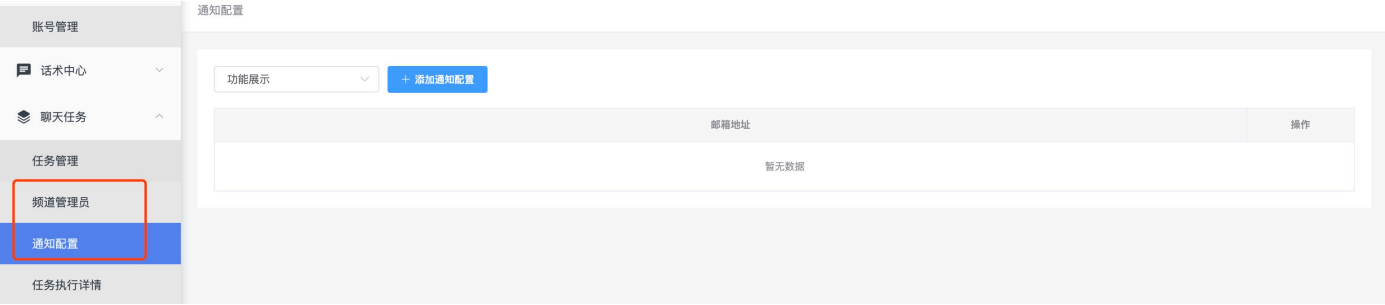 账号管理
话术中心
聊天任务
任务管理
频道管理员
通知配置
任务执行详情
通知配置
功能展示
+ 添加通知配置
邮箱地址 操作
暂无数据